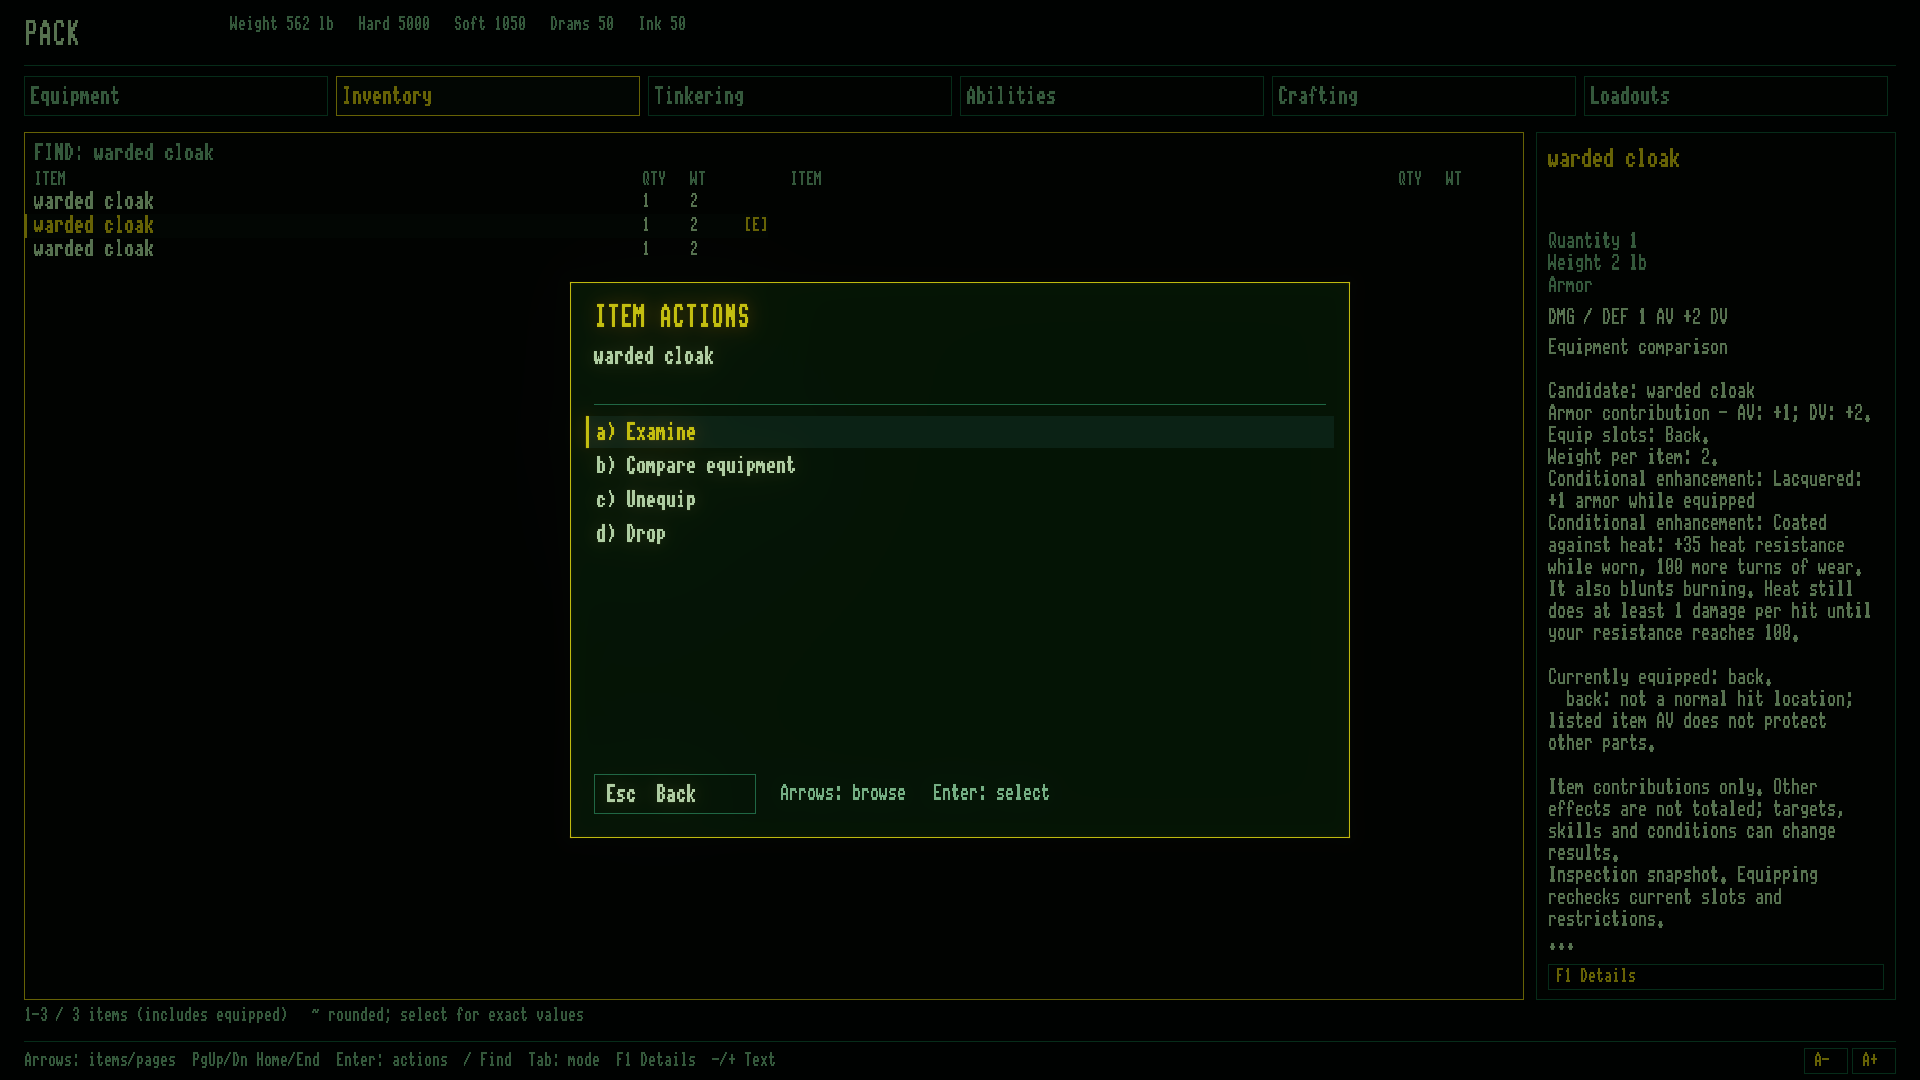 PACK
Weight 562 lb   Hard 5000   Soft 1050   Drams 50   Ink 50
Equipment   Inventory   Tinkering   Abilities   Crafting   Loadouts
FIND: warded cloak
ITEM   QTY   WT   ITEM   QTY   WT
warded cloak   1   2
warded cloak   1   2   [E]
warded cloak   1   2
ITEM ACTIONS
warded cloak
a) Examine
b) Compare equipment
c) Unequip
d) Drop
Esc   Back   Arrows: browse   Enter: select
warded cloak
Quantity 1
Weight 2 lb
Armor
DMG / DEF 1 AV +2 DV
Equipment comparison
Candidate: warded cloak
Armor contribution - AV: +1; DV: +2.
Equip slots: Back.
Weight per item: 2.
Conditional enhancement: Lacquered:
+1 armor while equipped
Conditional enhancement: Coated
against heat: +35 heat resistance
while worn, 100 more turns of wear.
It also blunts burning. Heat still
does at least 1 damage per hit until
your resistance reaches 100.
Currently equipped: back.
back: not a normal hit location;
listed item AV does not protect
other parts.
Item contributions only. Other
effects are not totaled; targets,
skills and conditions can change
results.
Inspection snapshot. Equipping
rechecks current slots and
restrictions.
...
F1 Details
1-3 / 3 items (includes equipped)   ~ rounded; select for exact values
Arrows: items/pages   PgUp/Dn Home/End   Enter: actions   / Find   Tab: mode   F1 Details   -/+ Text
A-   A+